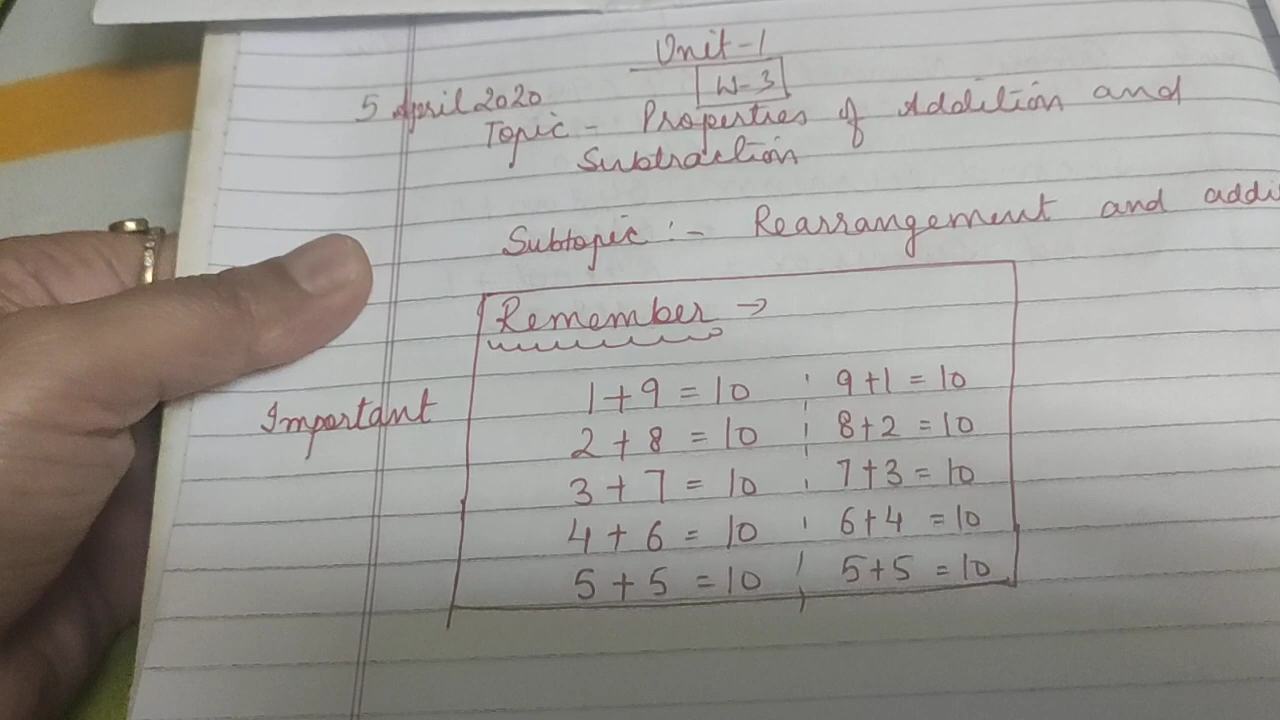 Unit-1
W-3
5 April 2020
Topic - Properties of Addition and
Subtraction
Subtopic :- Rearrangement and addi
Remember →
Important
1+9 = 10 ; 9+1 = 10
2+8 = 10 ; 8+2 = 10
3+7 = 10 ; 7+3 = 10
4+6 = 10 ; 6+4 = 10
5+5 = 10 ; 5+5 = 10